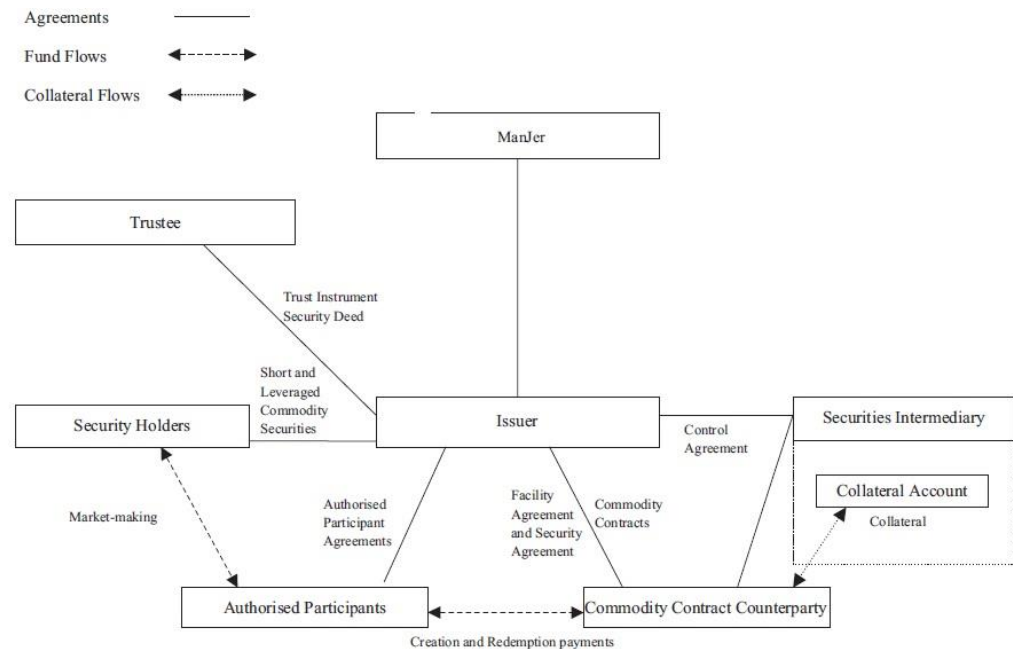 Agreements
Fund Flows
Collateral Flows
ManJer
Trustee
Trust Instrument
Security Deed
Short and
Leveraged
Commodity
Securities
Security Holders
Issuer
Control
Agreement
Securities Intermediary
Collateral Account
Collateral
Market-making
Authorised
Participant
Agreements
Facility
Agreement
and Security
Agreement
Commodity
Contracts
Authorised Participants
Commodity Contract Counterparty
Creation and Redemption payments